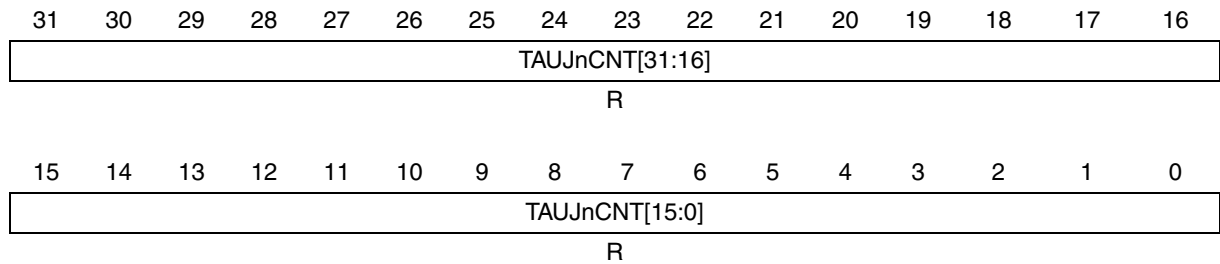 31 30 29 28 27 26 25 24 23 22 21 20 19 18 17 16
TAUJnCNT[31:16]
R
15 14 13 12 11 10 9 8 7 6 5 4 3 2 1 0
TAUJnCNT[15:0]
R